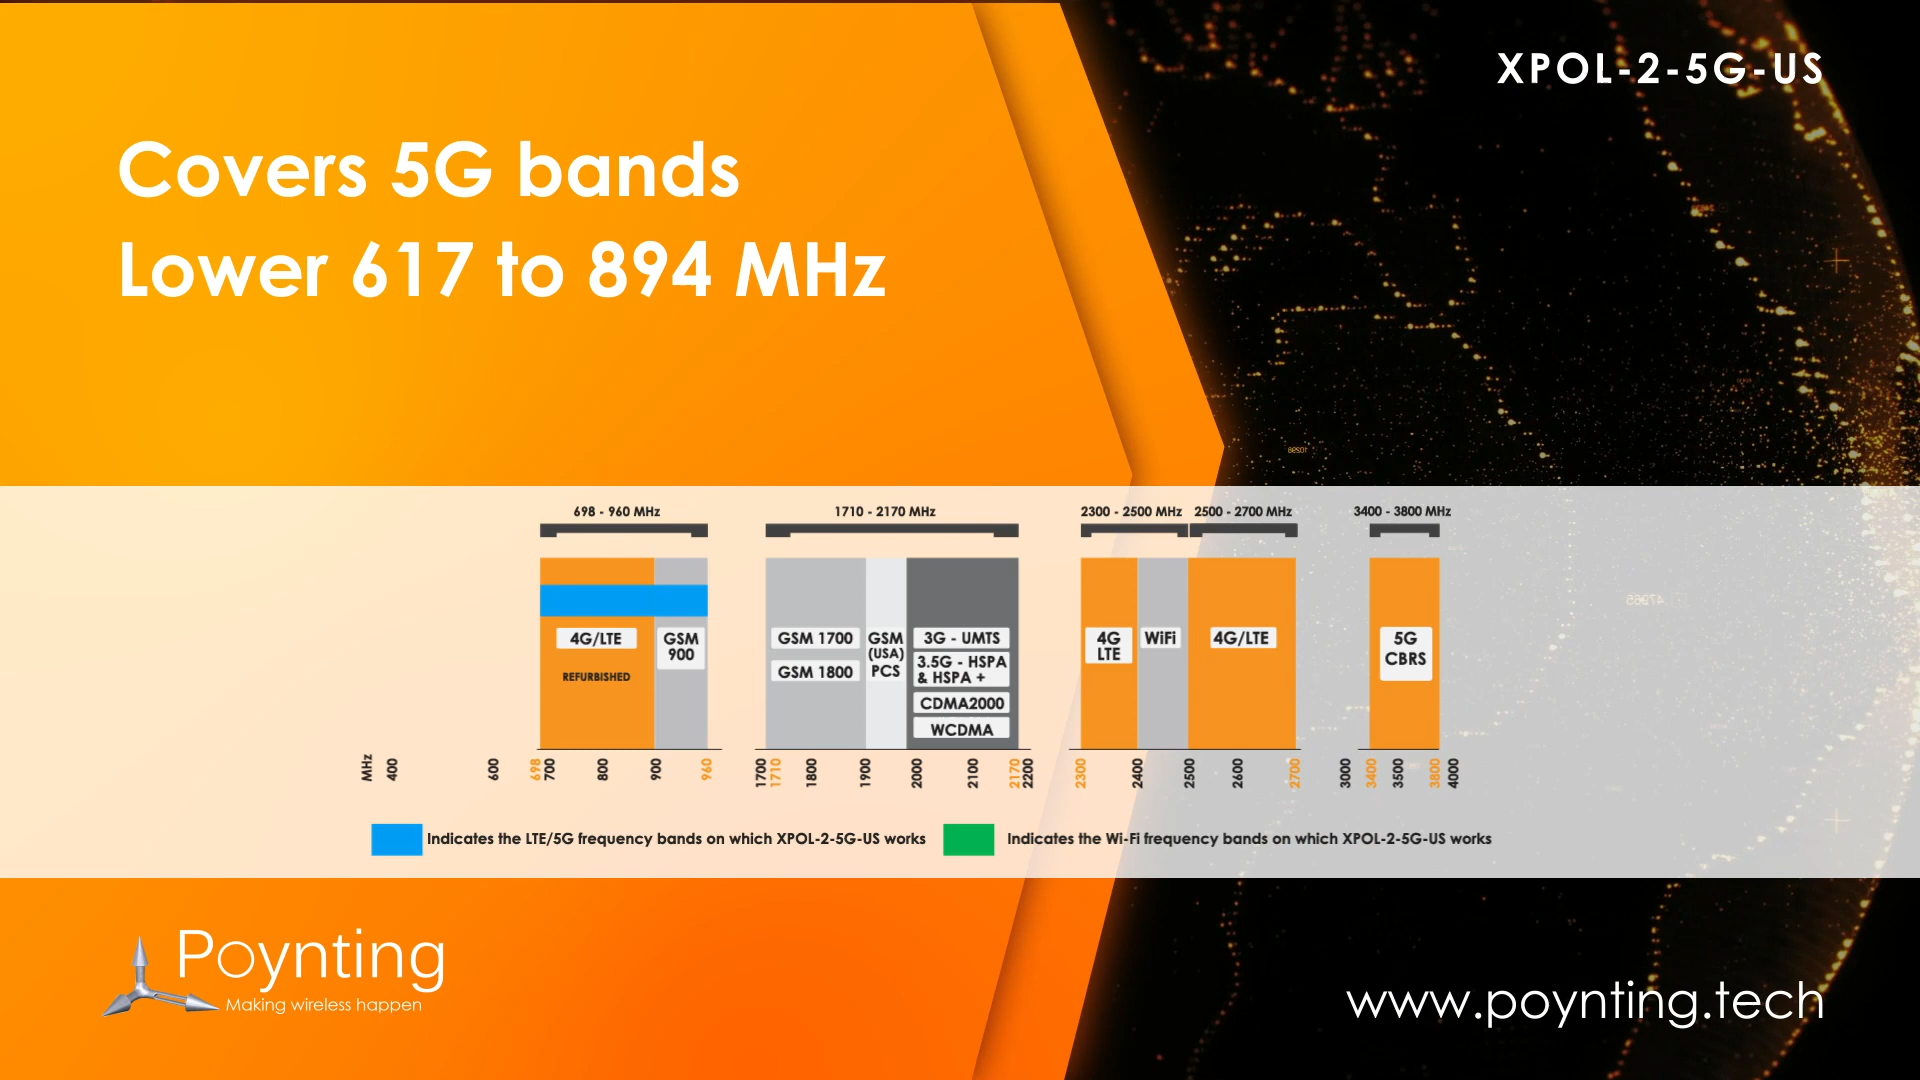 XPOL-2-5G-US
Covers 5G bands
Lower 617 to 894 MHz
698 - 960 MHz
1710 - 2170 MHz
2300 - 2500 MHz
2500 - 2700 MHz
3400 - 3800 MHz
4G/LTE
REFURBISHED
GSM
900
GSM 1700
GSM 1800
GSM
(USA)
PCS
3G - UMTS
3.5G - HSPA
& HSPA +
CDMA2000
WCDMA
4G
LTE
WiFi
4G/LTE
5G
CBRS
MHz
400
600
698
700
800
900
960
1700
1710
1800
1900
2000
2100
2170
2200
2300
2400
2500
2600
2700
3000
3400
3500
3800
4000
Indicates the LTE/5G frequency bands on which XPOL-2-5G-US works
Indicates the Wi-Fi frequency bands on which XPOL-2-5G-US works
Poynting
Making wireless happen
www.poynting.tech